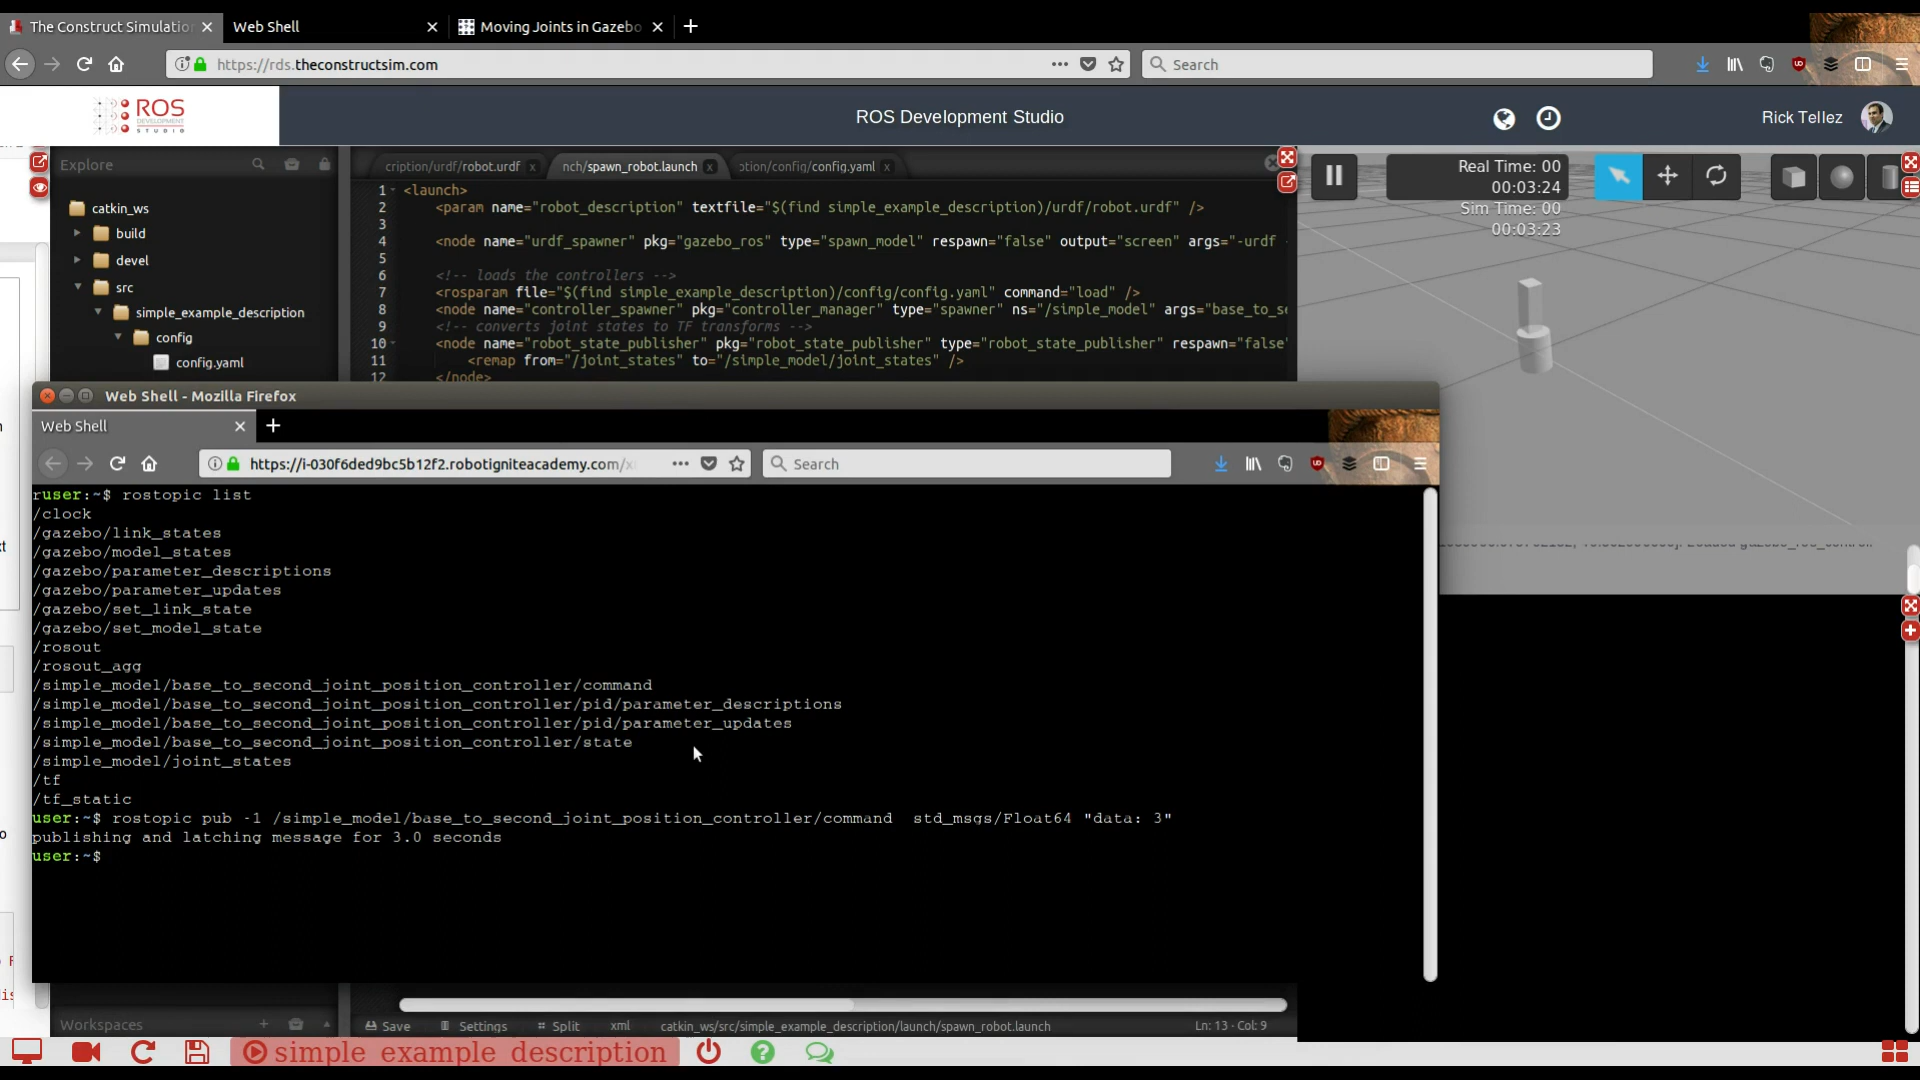 The Construct Simulatio
Web Shell
Moving Joints in Gazebo
https://rds.theconstructsim.com
Search
ROS
DEVELOPMENT
STUDIO
ROS Development Studio
Rick Tellez
Explore
cription/urdf/robot.urdf
nch/spawn_robot.launch
otion/config/config.yaml
Real Time: 00
00:03:24
Sim Time: 00
00:03:23
catkin_ws
build
devel
src
simple_example_description
config
config.yaml
1 <launch>
2 <param name="robot_description" textfile="$(find simple_example_description)/urdf/robot.urdf" />
3
4 <node name="urdf_spawner" pkg="gazebo_ros" type="spawn_model" respawn="false" output="screen" args="-urdf -
5
6 <!-- loads the controllers -->
7 <rosparam file="$(find simple_example_description)/config/config.yaml" command="load" />
8 <node name="controller_spawner" pkg="controller_manager" type="spawner" ns="/simple_model" args="base_to_se
9 <!-- converts joint states to TF transforms -->
10 <node name="robot_state_publisher" pkg="robot_state_publisher" type="robot_state_publisher" respawn="false"
11 <remap from="/joint_states" to="/simple_model/joint_states" />
12 </node>
Web Shell - Mozilla Firefox
Web Shell
https://i-030f6ded9bc5b12f2.robotigniteacademy.com/x
Search
ruser:~$ rostopic list
/clock
/gazebo/link_states
/gazebo/model_states
/gazebo/parameter_descriptions
/gazebo/parameter_updates
/gazebo/set_link_state
/gazebo/set_model_state
/rosout
/rosout_agg
/simple_model/base_to_second_joint_position_controller/command
/simple_model/base_to_second_joint_position_controller/pid/parameter_descriptions
/simple_model/base_to_second_joint_position_controller/pid/parameter_updates
/simple_model/base_to_second_joint_position_controller/state
/simple_model/joint_states
/tf
/tf_static
user:~$ rostopic pub -1 /simple_model/base_to_second_joint_position_controller/command  std_msgs/Float64 "data: 3"
publishing and latching message for 3.0 seconds
user:~$
Workspaces
Save
Settings
Split
xml
catkin_ws/src/simple_example_description/launch/spawn_robot.launch
Ln: 13 - Col: 9
simple_example_description